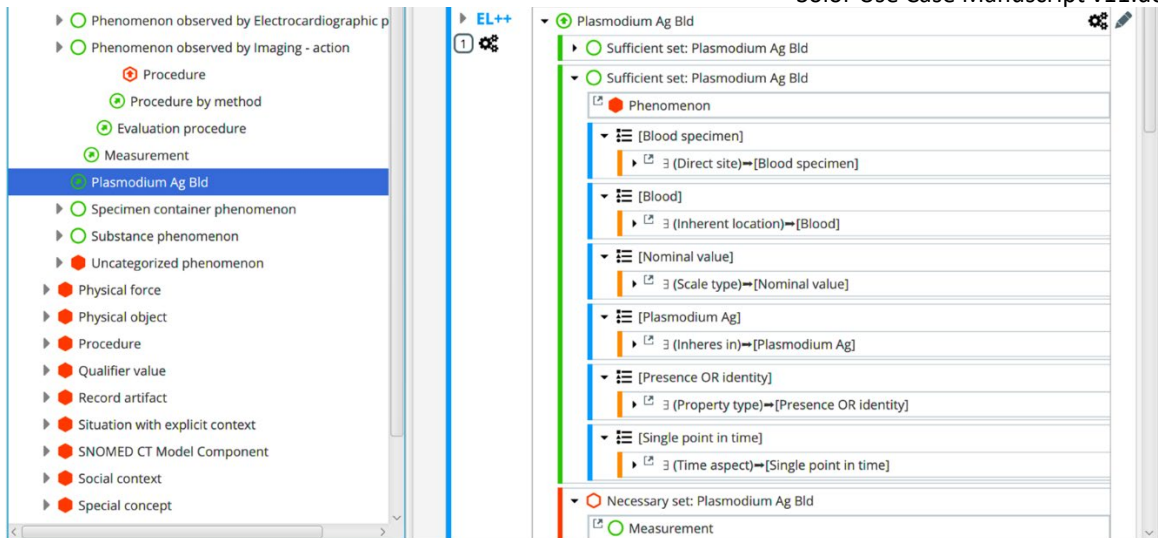 Phenomenon observed by Electrocardiographic p
Phenomenon observed by Imaging - action
Procedure
Procedure by method
Evaluation procedure
Measurement
Plasmodium Ag Bld
Specimen container phenomenon
Substance phenomenon
Uncategorized phenomenon
Physical force
Physical object
Procedure
Qualifier value
Record artifact
Situation with explicit context
SNOMED CT Model Component
Social context
Special concept
EL++
1
Plasmodium Ag Bld
Sufficient set: Plasmodium Ag Bld
Sufficient set: Plasmodium Ag Bld
Phenomenon
[Blood specimen]
∃ (Direct site)➞[Blood specimen]
[Blood]
∃ (Inherent location)➞[Blood]
[Nominal value]
∃ (Scale type)➞[Nominal value]
[Plasmodium Ag]
∃ (Inheres in)➞[Plasmodium Ag]
[Presence OR identity]
∃ (Property type)➞[Presence OR identity]
[Single point in time]
∃ (Time aspect)➞[Single point in time]
Necessary set: Plasmodium Ag Bld
Measurement